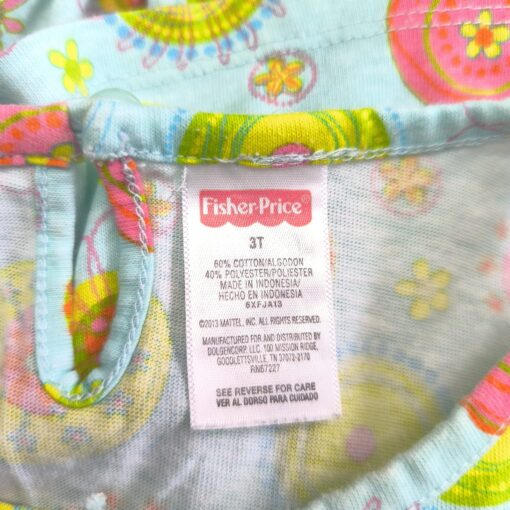 Fisher-Price
3T
60% COTTON/ALGODON
40% POLYESTER/POLIESTER
MADE IN INDONESIA/
HECHO EN INDONESIA
6XFJA13
©2013 MATTEL, INC. ALL RIGHTS RESERVED.
MANUFACTURED FOR AND DISTRIBUTED BY
DOLGENCORP, LLC. 100 MISSION RIDGE,
GOODLETTSVILLE, TN 37072-2170
RN67227
SEE REVERSE FOR CARE
VER AL DORSO PARA CUIDADO